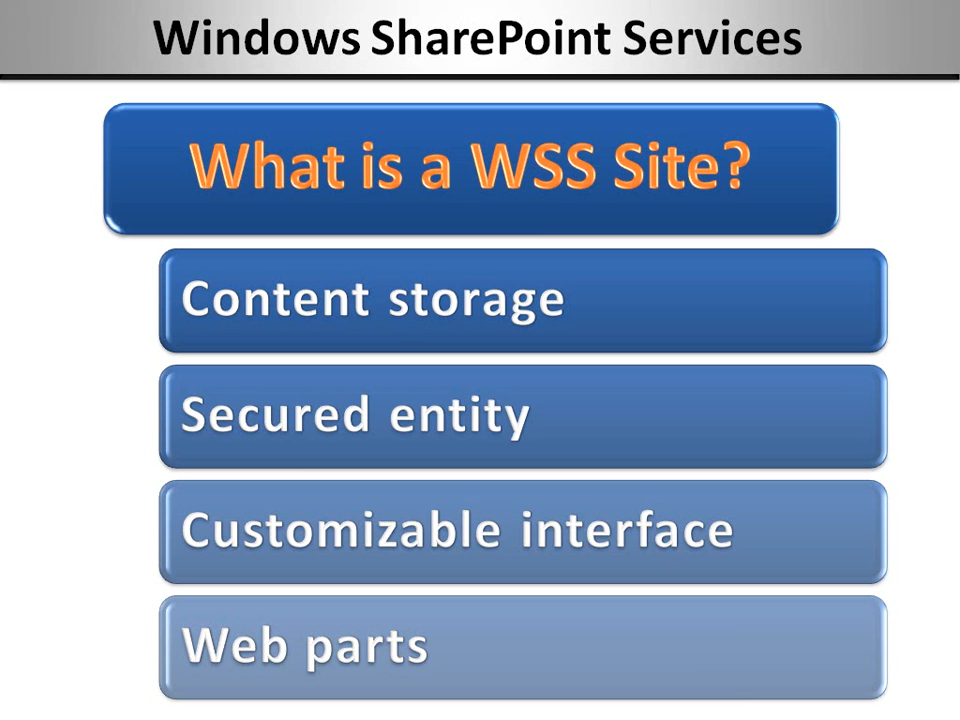 Windows SharePoint Services
What is a WSS Site?
Content storage
Secured entity
Customizable interface
Web parts